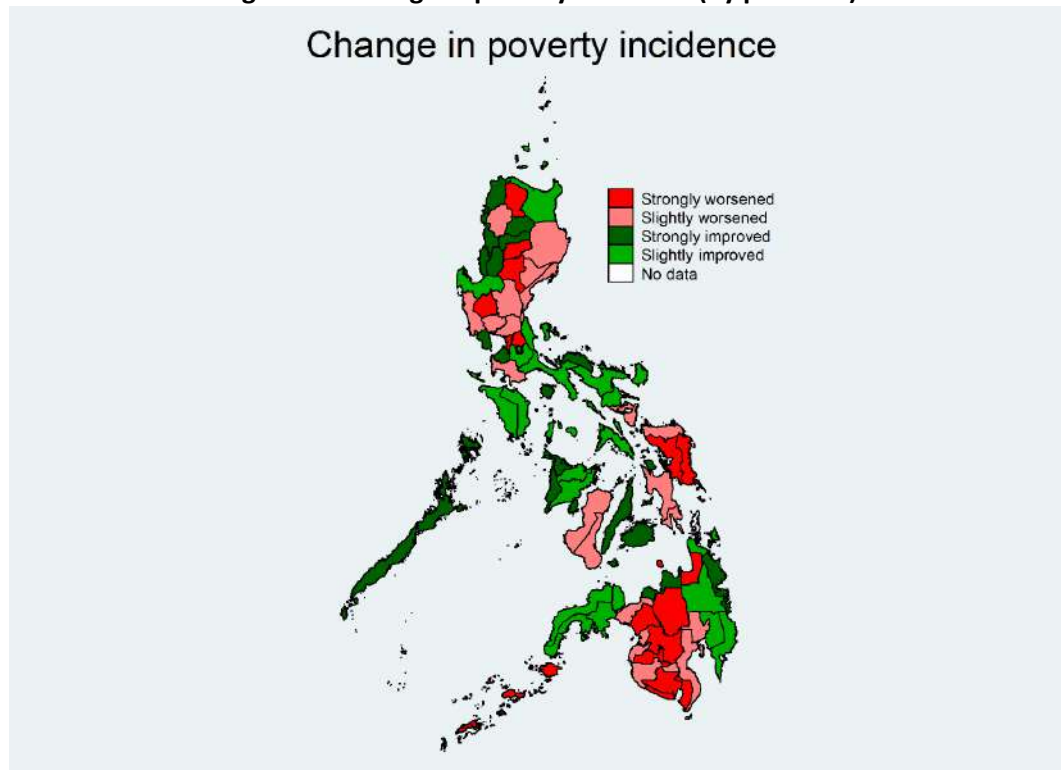 Change in poverty incidence
Strongly worsened
Slightly worsened
Strongly improved
Slightly improved
No data